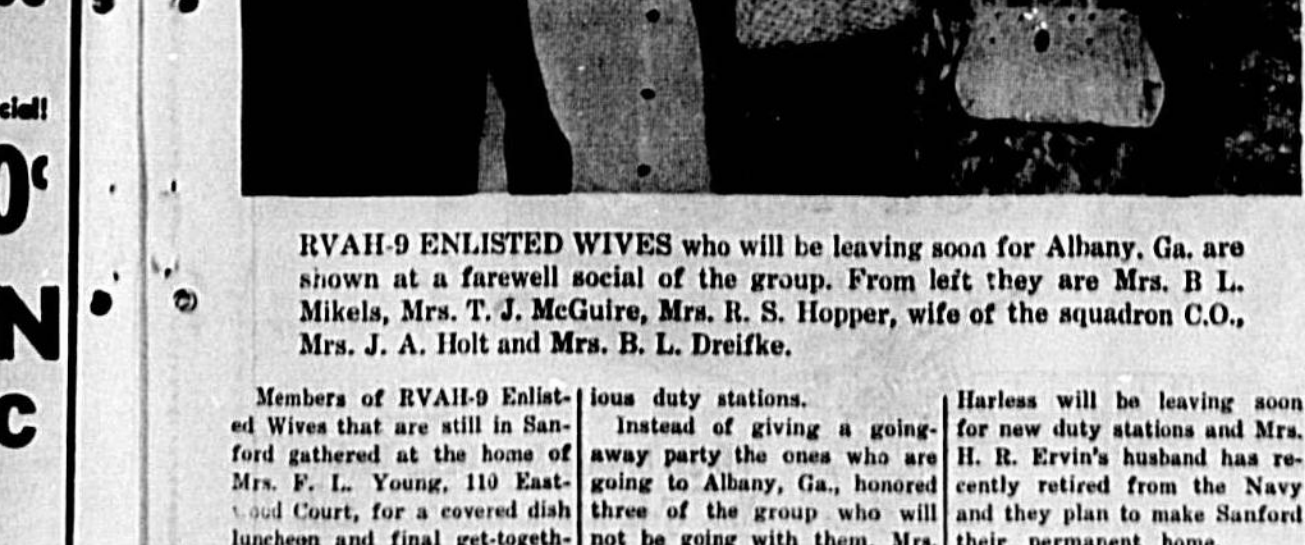 cial!
0¢
N
C
RVAH-9 ENLISTED WIVES who will be leaving soon for Albany, Ga. are
shown at a farewell social of the group. From left they are Mrs. B L.
Mikels, Mrs. T. J. McGuire, Mrs. R. S. Hopper, wife of the squadron C.O.,
Mrs. J. A. Holt and Mrs. B. L. Dreifke.
Members of RVAH-9 Enlist-
ed Wives that are still in San-
ford gathered at the home of
Mrs. F. L. Young, 110 East-
Court, for a covered dish
luncheon and final get-togeth-
ious duty stations.
Instead of giving a going-
away party the ones who are
going to Albany, Ga., honored
three of the group who will
not be going with them. Mrs.
Harless will be leaving soon
for new duty stations and Mrs.
H. R. Ervin's husband has re-
cently retired from the Navy
and they plan to make Sanford
their permanent home.